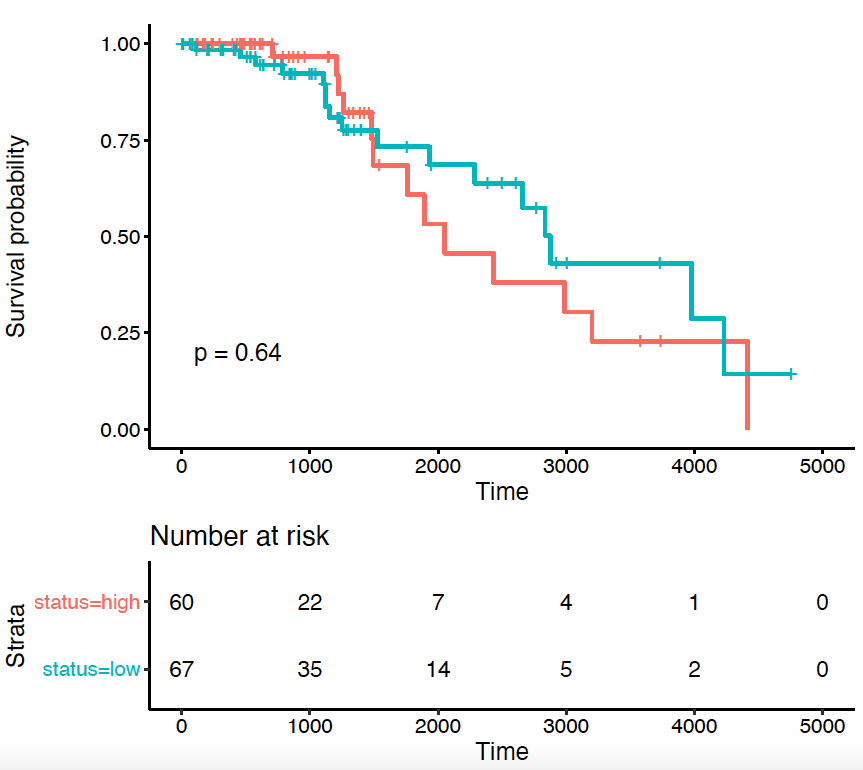 Survival probability
1.00
0.75
0.50
0.25
0.00
p = 0.64
0 1000 2000 3000 4000 5000
Time
Number at risk
Strata
status=high 60 22 7 4 1 0
status=low 67 35 14 5 2 0
0 1000 2000 3000 4000 5000
Time